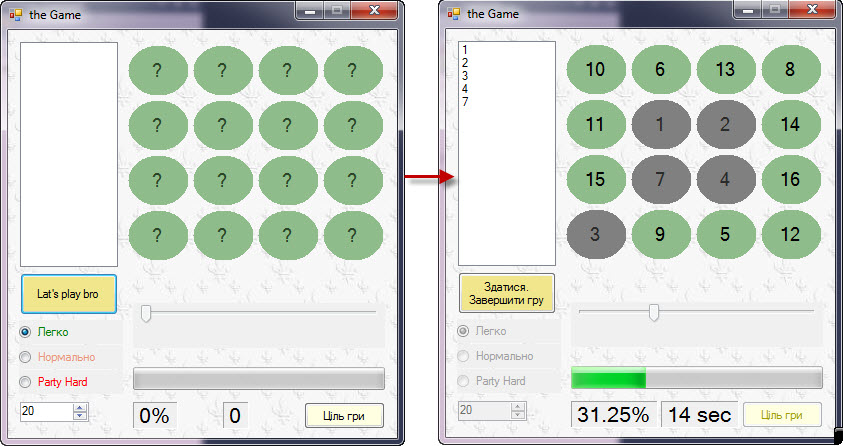 the Game
? ? ? ?
? ? ? ?
? ? ? ?
? ? ? ?
Lat's play bro
Легко
Нормально
Party Hard
20
0%
0
Ціль гри
the Game
1
2
3
4
7
10 6 13 8
11 1 2 14
15 7 4 16
3 9 5 12
Здатися.
Завершити гру
Легко
Нормально
Party Hard
20
31.25%
14 sec
Ціль гри